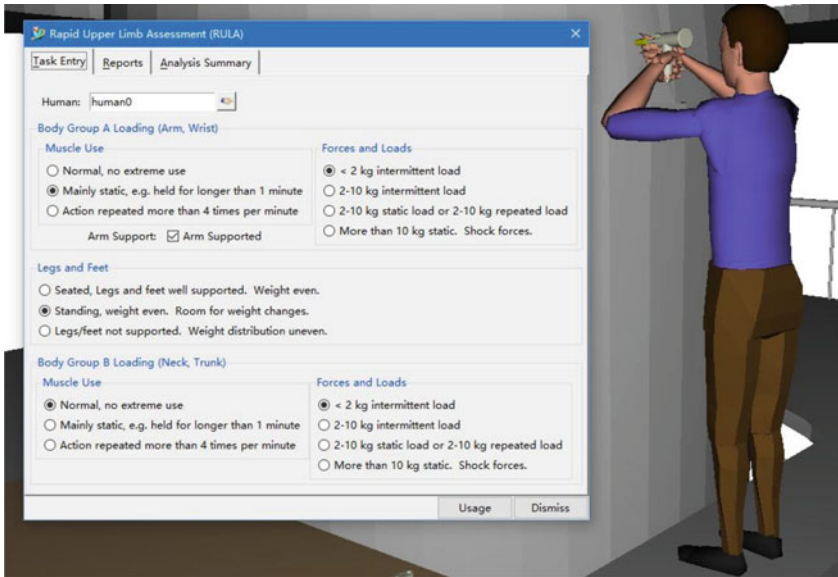 Rapid Upper Limb Assessment (RULA)
Task Entry Reports Analysis Summary
Human: human0
Body Group A Loading (Arm, Wrist)
Muscle Use
Normal, no extreme use
Mainly static, e.g. held for longer than 1 minute
Action repeated more than 4 times per minute
Arm Support: Arm Supported
Forces and Loads
< 2 kg intermittent load
2-10 kg intermittent load
2-10 kg static load or 2-10 kg repeated load
More than 10 kg static. Shock forces.
Legs and Feet
Seated, Legs and feet well supported. Weight even.
Standing, weight even. Room for weight changes.
Legs/feet not supported. Weight distribution uneven.
Body Group B Loading (Neck, Trunk)
Muscle Use
Normal, no extreme use
Mainly static, e.g. held for longer than 1 minute
Action repeated more than 4 times per minute
Forces and Loads
< 2 kg intermittent load
2-10 kg intermittent load
2-10 kg static load or 2-10 kg repeated load
More than 10 kg static. Shock forces.
Usage Dismiss